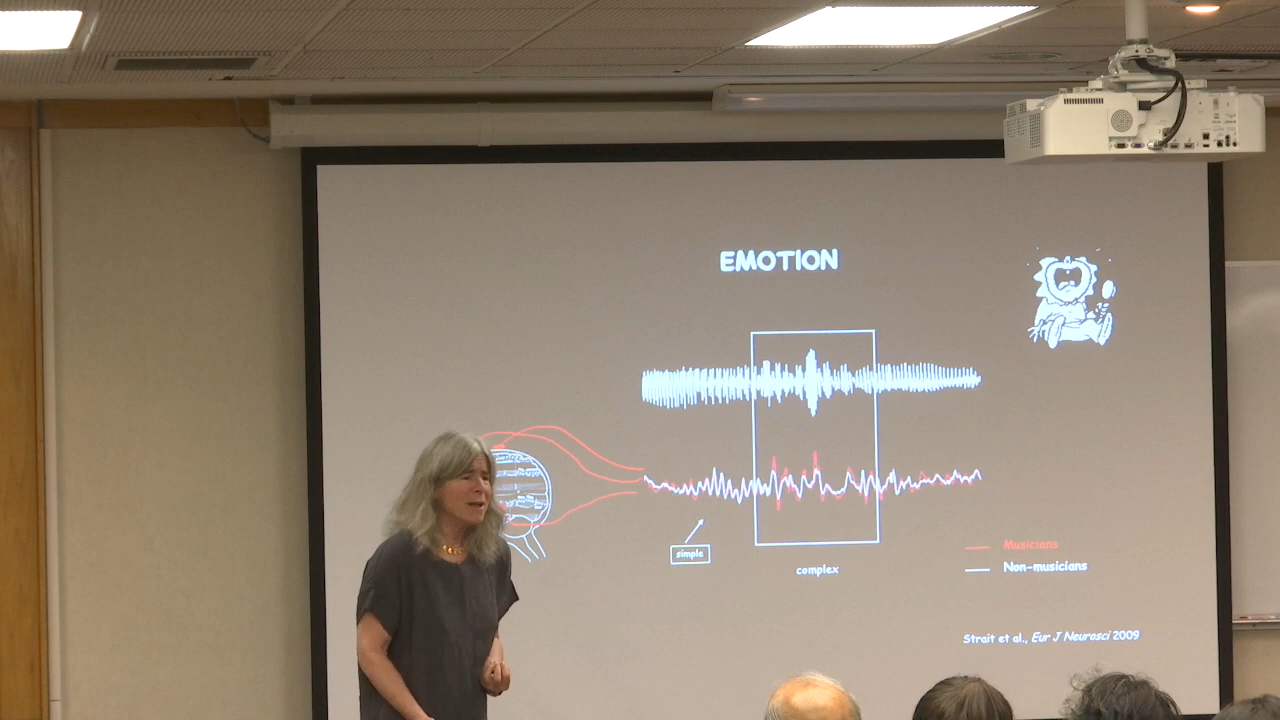 EMOTION
simple
complex
Musicians
Non-musicians
Strait et al., Eur J Neurosci 2009